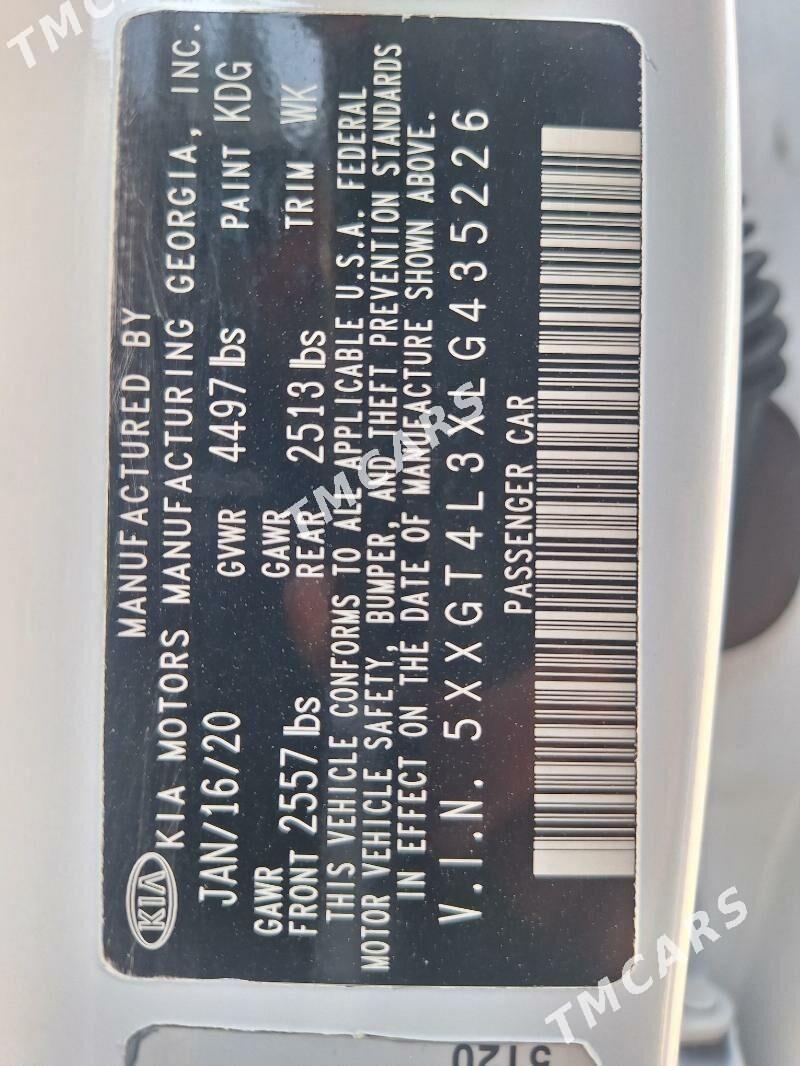 MANUFACTURED BY
KIA KIA MOTORS MANUFACTURING GEORGIA, INC.
JAN/16/20 GVWR 4497 lbs PAINT KDG
GAWR FRONT 2557 lbs GAWR REAR 2513 lbs TRIM WK
THIS VEHICLE CONFORMS TO ALL APPLICABLE U.S.A. FEDERAL
MOTOR VEHICLE SAFETY, BUMPER, AND THEFT PREVENTION STANDARDS
IN EFFECT ON THE DATE OF MANUFACTURE SHOWN ABOVE.
V.I.N. 5XXGT4L3XLG435226
PASSENGER CAR
5120
TMCARS
TMCARS
TMCARS